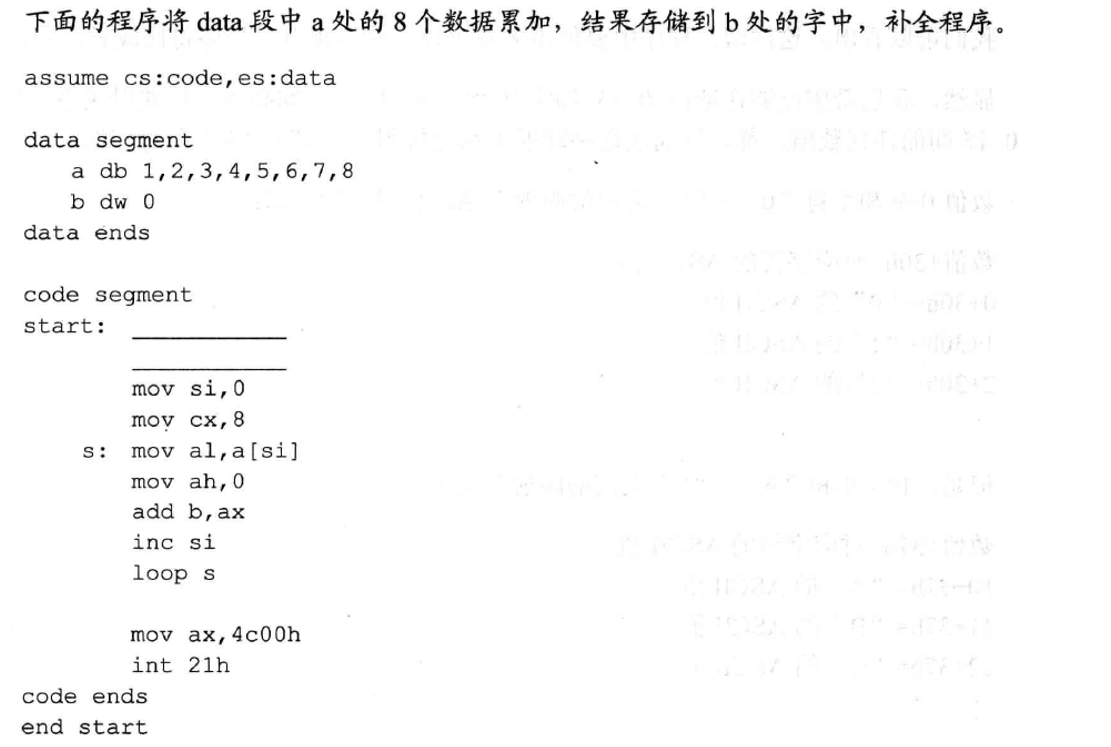 下面的程序将 data 段中 a 处的 8 个数据累加，结果存储到 b 处的字中，补全程序。
assume cs:code,es:data
data segment
a db 1,2,3,4,5,6,7,8
b dw 0
data ends
code segment
start: ___________
___________
mov si,0
mov cx,8
s: mov al,a[si]
mov ah,0
add b,ax
inc si
loop s
mov ax,4c00h
int 21h
code ends
end start